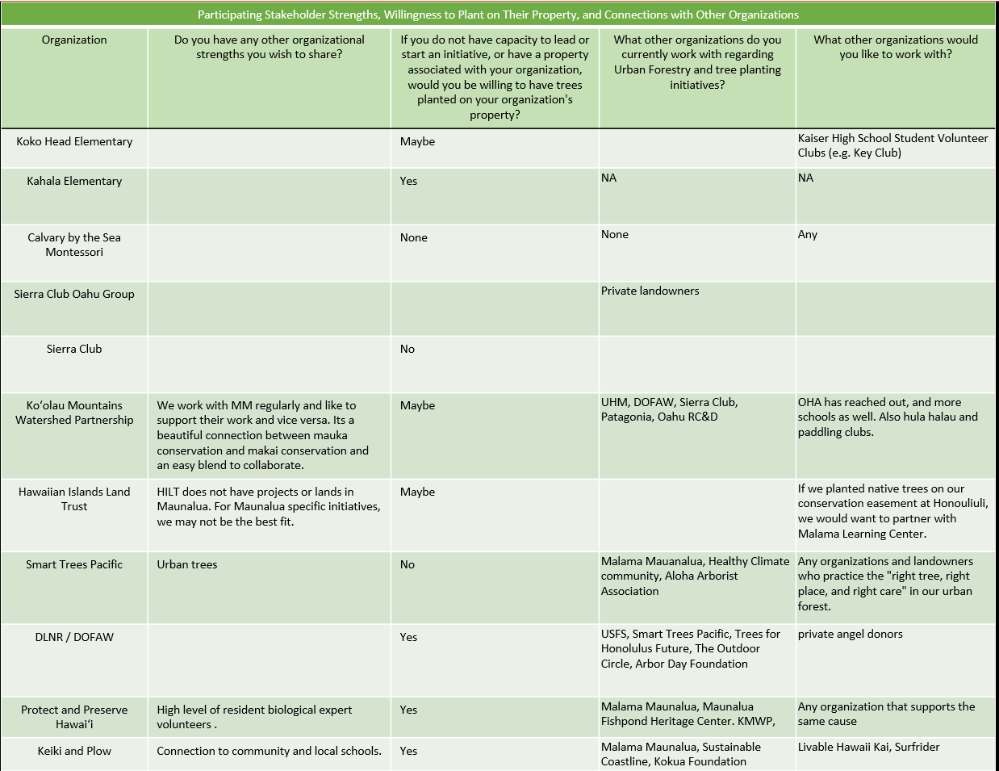 Participating Stakeholder Strengths, Willingness to Plant on Their Property, and Connections with Other Organizations
Organization
Do you have any other organizational
strengths you wish to share?
If you do not have capacity to lead or
start an initiative, or have a property
associated with your organization,
would you be willing to have trees
planted on your organization's
property?
What other organizations do you
currently work with regarding
Urban Forestry and tree planting
initiatives?
What other organizations would
you like to work with?
Koko Head Elementary
Maybe
Kaiser High School Student Volunteer
Clubs (e.g. Key Club)
Kahala Elementary
Yes
NA
NA
Calvary by the Sea
Montessori
None
None
Any
Sierra Club Oahu Group
Private landowners
Sierra Club
No
Koʻolau Mountains
Watershed Partnership
We work with MM regularly and like to
support their work and vice versa. Its a
beautiful connection between mauka
conservation and makai conservation and
an easy blend to collaborate.
Maybe
UHM, DOFAW, Sierra Club,
Patagonia, Oahu RC&D
OHA has reached out, and more
schools as well. Also hula halau and
paddling clubs.
Hawaiian Islands Land
Trust
HILT does not have projects or lands in
Maunalua. For Maunalua specific initiatives,
we may not be the best fit.
Maybe
If we planted native trees on our
conservation easement at Honouliuli,
we would want to partner with
Malama Learning Center.
Smart Trees Pacific
Urban trees
No
Malama Mauanalua, Healthy Climate
community, Aloha Arborist
Association
Any organizations and landowners
who practice the "right tree, right
place, and right care" in our urban
forest.
DLNR / DOFAW
Yes
USFS, Smart Trees Pacific, Trees for
Honolulus Future, The Outdoor
Circle, Arbor Day Foundation
private angel donors
Protect and Preserve
Hawaiʻi
High level of resident biological expert
volunteers .
Yes
Malama Maunalua, Maunalua
Fishpond Heritage Center. KMWP,
Any organization that supports the
same cause
Keiki and Plow
Connection to community and local schools.
Yes
Malama Maunalua, Sustainable
Coastline, Kokua Foundation
Livable Hawaii Kai, Surfrider